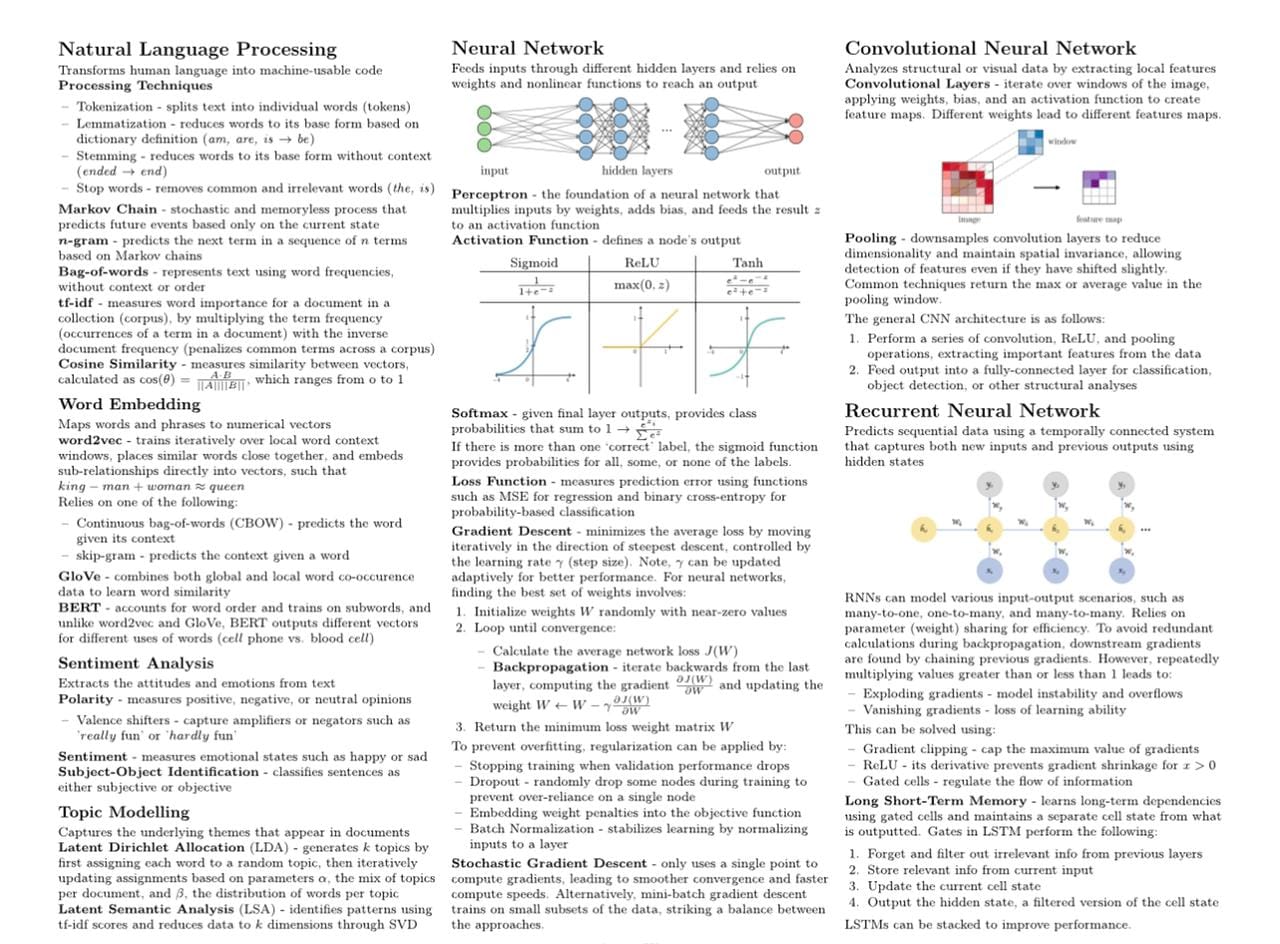 Natural Language Processing
Transforms human language into machine-usable code
Processing Techniques
– Tokenization - splits text into individual words (tokens)
– Lemmatization - reduces words to its base form based on
dictionary definition (am, are, is → be)
– Stemming - reduces words to its base form without context
(ended → end)
– Stop words - removes common and irrelevant words (the, is)
Markov Chain - stochastic and memoryless process that
predicts future events based only on the current state
n-gram - predicts the next term in a sequence of n terms
based on Markov chains
Bag-of-words - represents text using word frequencies,
without context or order
tf-idf - measures word importance for a document in a
collection (corpus), by multiplying the term frequency
(occurrences of a term in a document) with the inverse
document frequency (penalizes common terms across a corpus)
Cosine Similarity - measures similarity between vectors,
calculated as cos(θ) = A·B / ||A||||B||, which ranges from o to 1
Word Embedding
Maps words and phrases to numerical vectors
word2vec - trains iteratively over local word context
windows, places similar words close together, and embeds
sub-relationships directly into vectors, such that
king − man + woman ≈ queen
Relies on one of the following:
– Continuous bag-of-words (CBOW) - predicts the word
given its context
– skip-gram - predicts the context given a word
GloVe - combines both global and local word co-occurence
data to learn word similarity
BERT - accounts for word order and trains on subwords, and
unlike word2vec and GloVe, BERT outputs different vectors
for different uses of words (cell phone vs. blood cell)
Sentiment Analysis
Extracts the attitudes and emotions from text
Polarity - measures positive, negative, or neutral opinions
– Valence shifters - capture amplifiers or negators such as
'really fun' or 'hardly fun'
Sentiment - measures emotional states such as happy or sad
Subject-Object Identification - classifies sentences as
either subjective or objective
Topic Modelling
Captures the underlying themes that appear in documents
Latent Dirichlet Allocation (LDA) - generates k topics by
first assigning each word to a random topic, then iteratively
updating assignments based on parameters α, the mix of topics
per document, and β, the distribution of words per topic
Latent Semantic Analysis (LSA) - identifies patterns using
tf-idf scores and reduces data to k dimensions through SVD
Neural Network
Feeds inputs through different hidden layers and relies on
weights and nonlinear functions to reach an output
...
input hidden layers output
Perceptron - the foundation of a neural network that
multiplies inputs by weights, adds bias, and feeds the result z
to an activation function
Activation Function - defines a node's output
Sigmoid ReLU Tanh
1 / 1+e^−z max(0, z) e^z−e^−z / e^z+e^−z
Softmax - given final layer outputs, provides class
probabilities that sum to 1 → e^z_i / ∑ e^z
If there is more than one 'correct' label, the sigmoid function
provides probabilities for all, some, or none of the labels.
Loss Function - measures prediction error using functions
such as MSE for regression and binary cross-entropy for
probability-based classification
Gradient Descent - minimizes the average loss by moving
iteratively in the direction of steepest descent, controlled by
the learning rate γ (step size). Note, γ can be updated
adaptively for better performance. For neural networks,
finding the best set of weights involves:
1. Initialize weights W randomly with near-zero values
2. Loop until convergence:
– Calculate the average network loss J(W)
– Backpropagation - iterate backwards from the last
layer, computing the gradient ∂J(W)/∂W and updating the
weight W ← W − γ ∂J(W)/∂W
3. Return the minimum loss weight matrix W
To prevent overfitting, regularization can be applied by:
– Stopping training when validation performance drops
– Dropout - randomly drop some nodes during training to
prevent over-reliance on a single node
– Embedding weight penalties into the objective function
– Batch Normalization - stabilizes learning by normalizing
inputs to a layer
Stochastic Gradient Descent - only uses a single point to
compute gradients, leading to smoother convergence and faster
compute speeds. Alternatively, mini-batch gradient descent
trains on small subsets of the data, striking a balance between
the approaches.
Convolutional Neural Network
Analyzes structural or visual data by extracting local features
Convolutional Layers - iterate over windows of the image,
applying weights, bias, and an activation function to create
feature maps. Different weights lead to different features maps.
window
image feature map
Pooling - downsamples convolution layers to reduce
dimensionality and maintain spatial invariance, allowing
detection of features even if they have shifted slightly.
Common techniques return the max or average value in the
pooling window.
The general CNN architecture is as follows:
1. Perform a series of convolution, ReLU, and pooling
operations, extracting important features from the data
2. Feed output into a fully-connected layer for classification,
object detection, or other structural analyses
Recurrent Neural Network
Predicts sequential data using a temporally connected system
that captures both new inputs and previous outputs using
hidden states
y₁ y₂ y₃
W_y W_y W_y
h₀ W_h h₁ W_h h₂ W_h h₃ ...
W_x W_x W_x
x₁ x₂ x₃
RNNs can model various input-output scenarios, such as
many-to-one, one-to-many, and many-to-many. Relies on
parameter (weight) sharing for efficiency. To avoid redundant
calculations during backpropagation, downstream gradients
are found by chaining previous gradients. However, repeatedly
multiplying values greater than or less than 1 leads to:
– Exploding gradients - model instability and overflows
– Vanishing gradients - loss of learning ability
This can be solved using:
– Gradient clipping - cap the maximum value of gradients
– ReLU - its derivative prevents gradient shrinkage for x > 0
– Gated cells - regulate the flow of information
Long Short-Term Memory - learns long-term dependencies
using gated cells and maintains a separate cell state from what
is outputted. Gates in LSTM perform the following:
1. Forget and filter out irrelevant info from previous layers
2. Store relevant info from current input
3. Update the current cell state
4. Output the hidden state, a filtered version of the cell state
LSTMs can be stacked to improve performance.